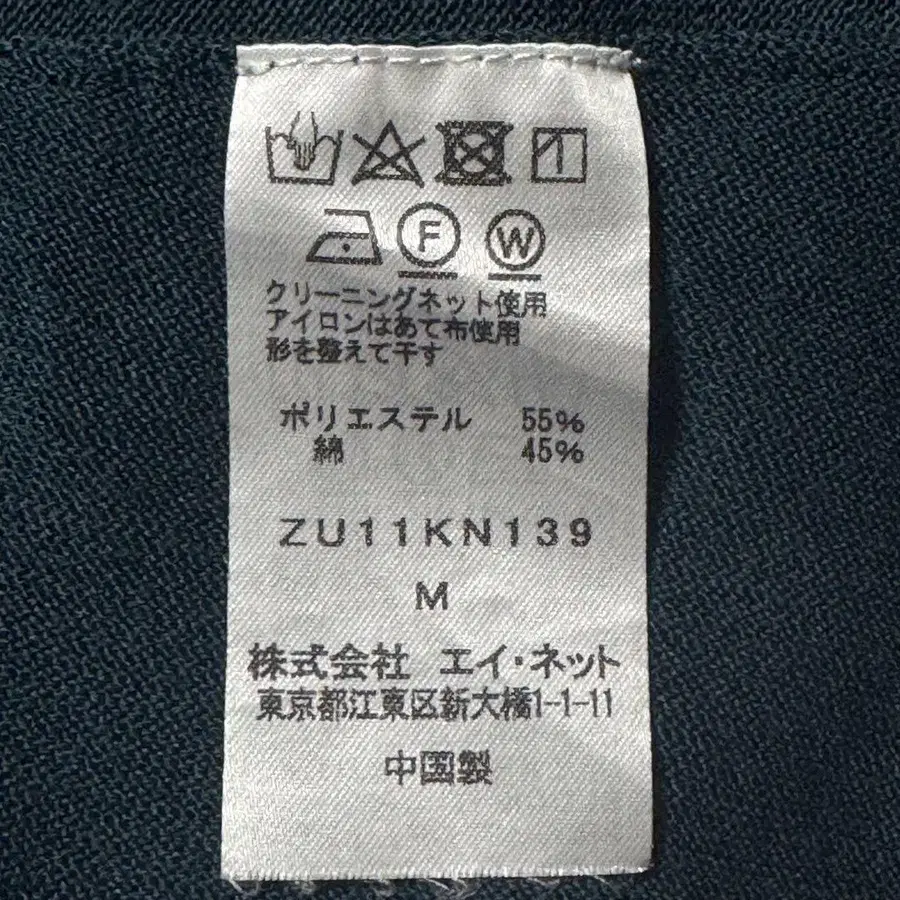 F W
クリーニングネット使用
アイロンはあて布使用
形を整えて干す
ポリエステル 55%
綿 45%
ZU11KN139
M
株式会社 エイ・ネット
東京都江東区新大橋1-1-11
中国製